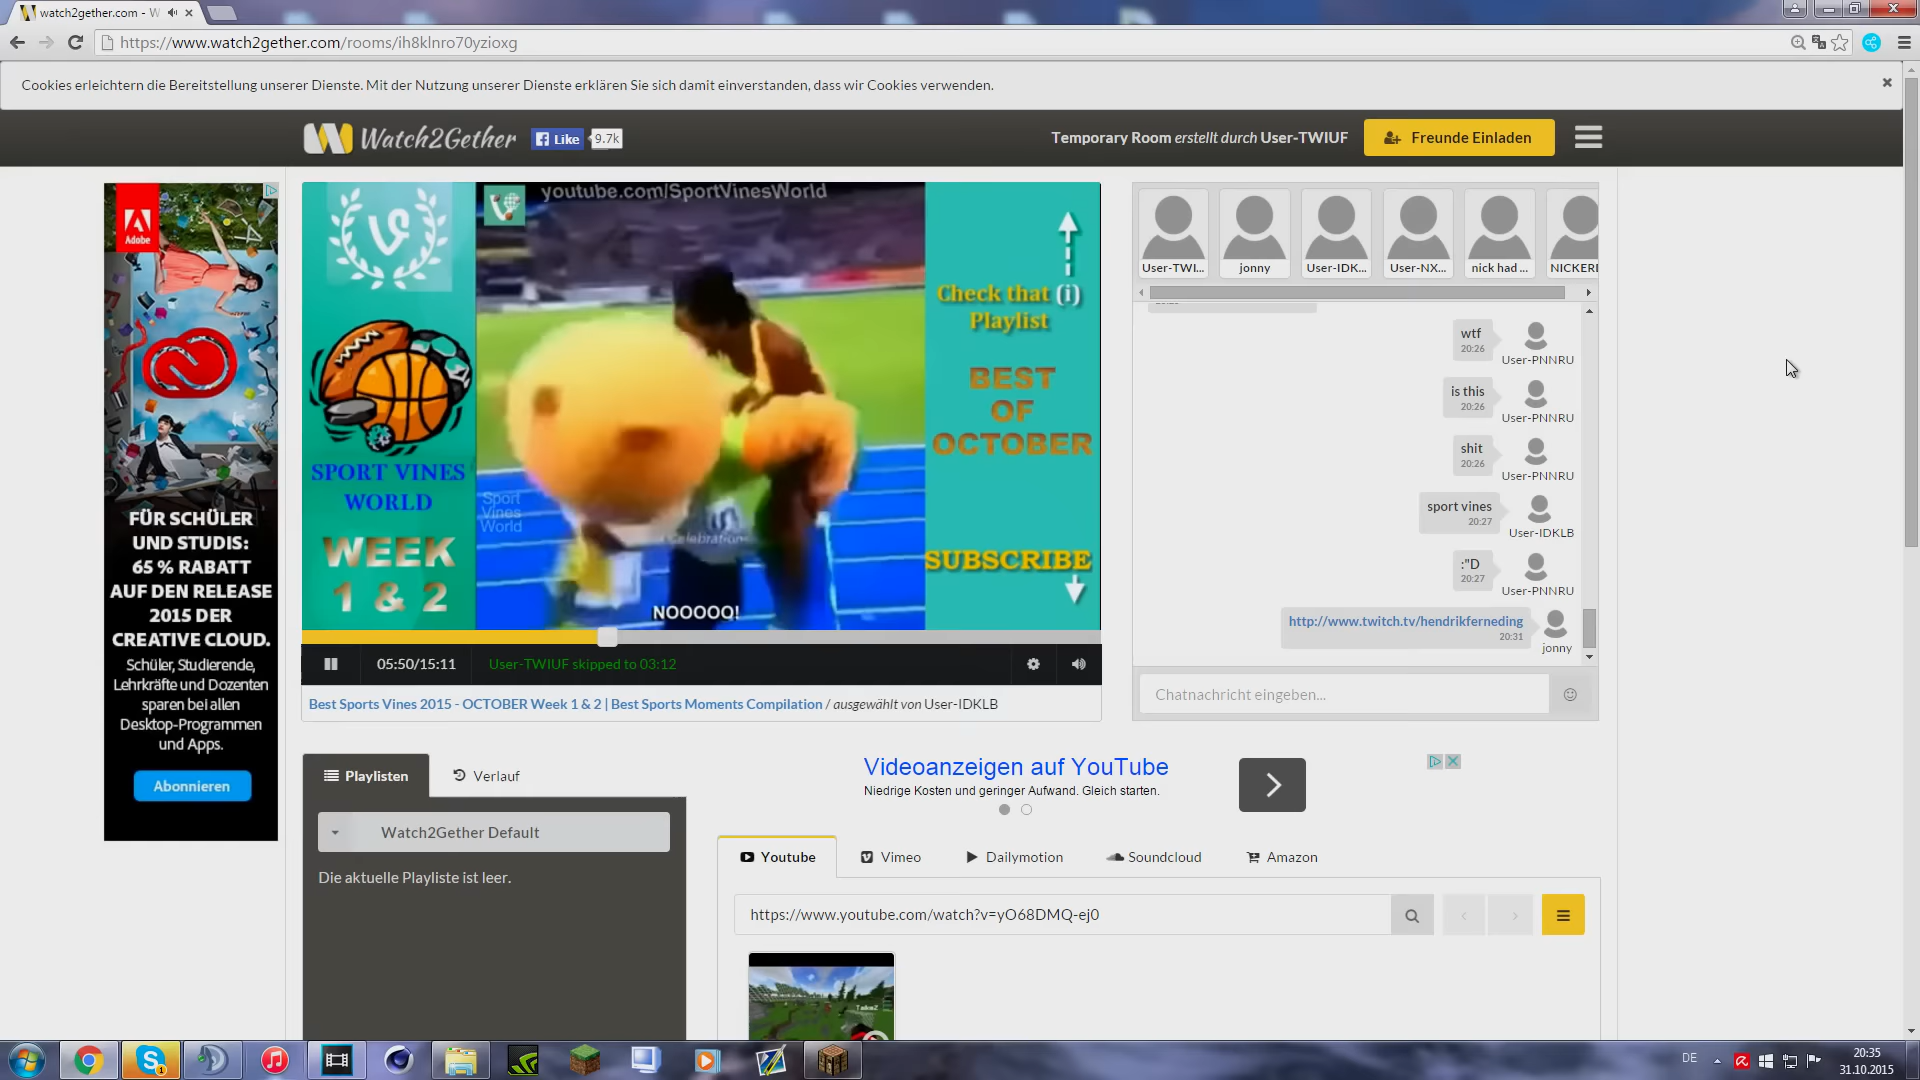 watch2gether.com - W
https://www.watch2gether.com/rooms/ih8klnro70yzioxg
Cookies erleichtern die Bereitstellung unserer Dienste. Mit der Nutzung unserer Dienste erklären Sie sich damit einverstanden, dass wir Cookies verwenden.
Watch2Gether
Like
9.7k
Temporary Room erstellt durch User-TWIUF
Freunde Einladen
Adobe
FÜR SCHÜLER
UND STUDIS:
65 % RABATT
AUF DEN RELEASE
2015 DER
CREATIVE CLOUD.
Schüler, Studierende,
Lehrkräfte und Dozenten
sparen bei allen
Desktop-Programmen
und Apps.
Abonnieren
youtube.com/SportVinesWorld
SPORT VINES
WORLD
WEEK
1 & 2
Sport
Vines
World
Celebration
NOOOOO!
Check that (i)
Playlist
BEST
OF
OCTOBER
SUBSCRIBE
05:50/15:11
User-TWIUF skipped to 03:12
Best Sports Vines 2015 - OCTOBER Week 1 & 2 | Best Sports Moments Compilation / ausgewählt von User-IDKLB
User-TWI...
jonny
User-IDK...
User-NX...
nick had ...
NICKERI
wtf
20:26
User-PNNRU
is this
20:26
User-PNNRU
shit
20:26
User-PNNRU
sport vines
20:27
User-IDKLB
:"D
20:27
User-PNNRU
http://www.twitch.tv/hendrikferneding
20:31
jonny
Chatnachricht eingeben...
Playlisten
Verlauf
Watch2Gether Default
Die aktuelle Playliste ist leer.
Videoanzeigen auf YouTube
Niedrige Kosten und geringer Aufwand. Gleich starten.
Youtube
Vimeo
Dailymotion
Soundcloud
Amazon
https://www.youtube.com/watch?v=yO68DMQ-ej0
DE
20:35
31.10.2015